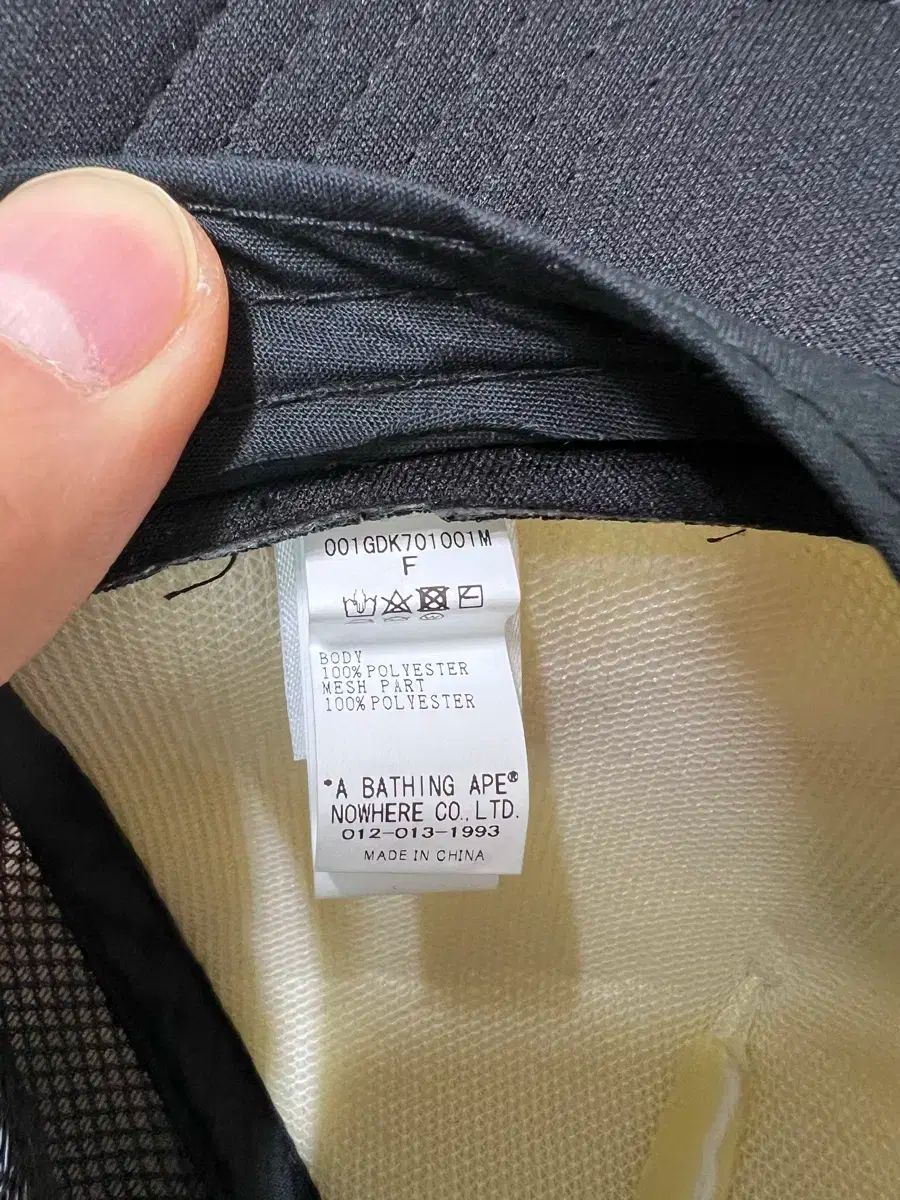 001GDK701001M
F
BODY
100% POLYESTER
MESH PART
100% POLYESTER
*A BATHING APE®
NOWHERE CO., LTD.
012-013-1993
MADE IN CHINA